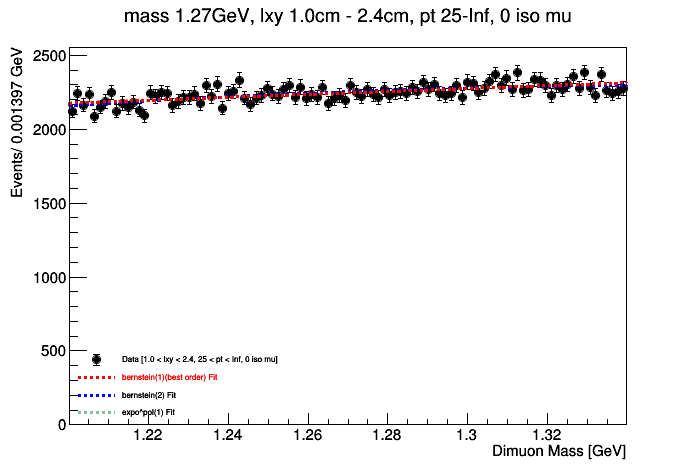 mass 1.27GeV, lxy 1.0cm - 2.4cm, pt 25-Inf, 0 iso mu
Events/ 0.001397 GeV
2500
2000
1500
1000
500
0
Data [1.0 < lxy < 2.4, 25 < pt < Inf, 0 iso mu]
bernstein(1)(best order) Fit
bernstein(2) Fit
expo*pol(1) Fit
1.22 1.24 1.26 1.28 1.3 1.32
Dimuon Mass [GeV]